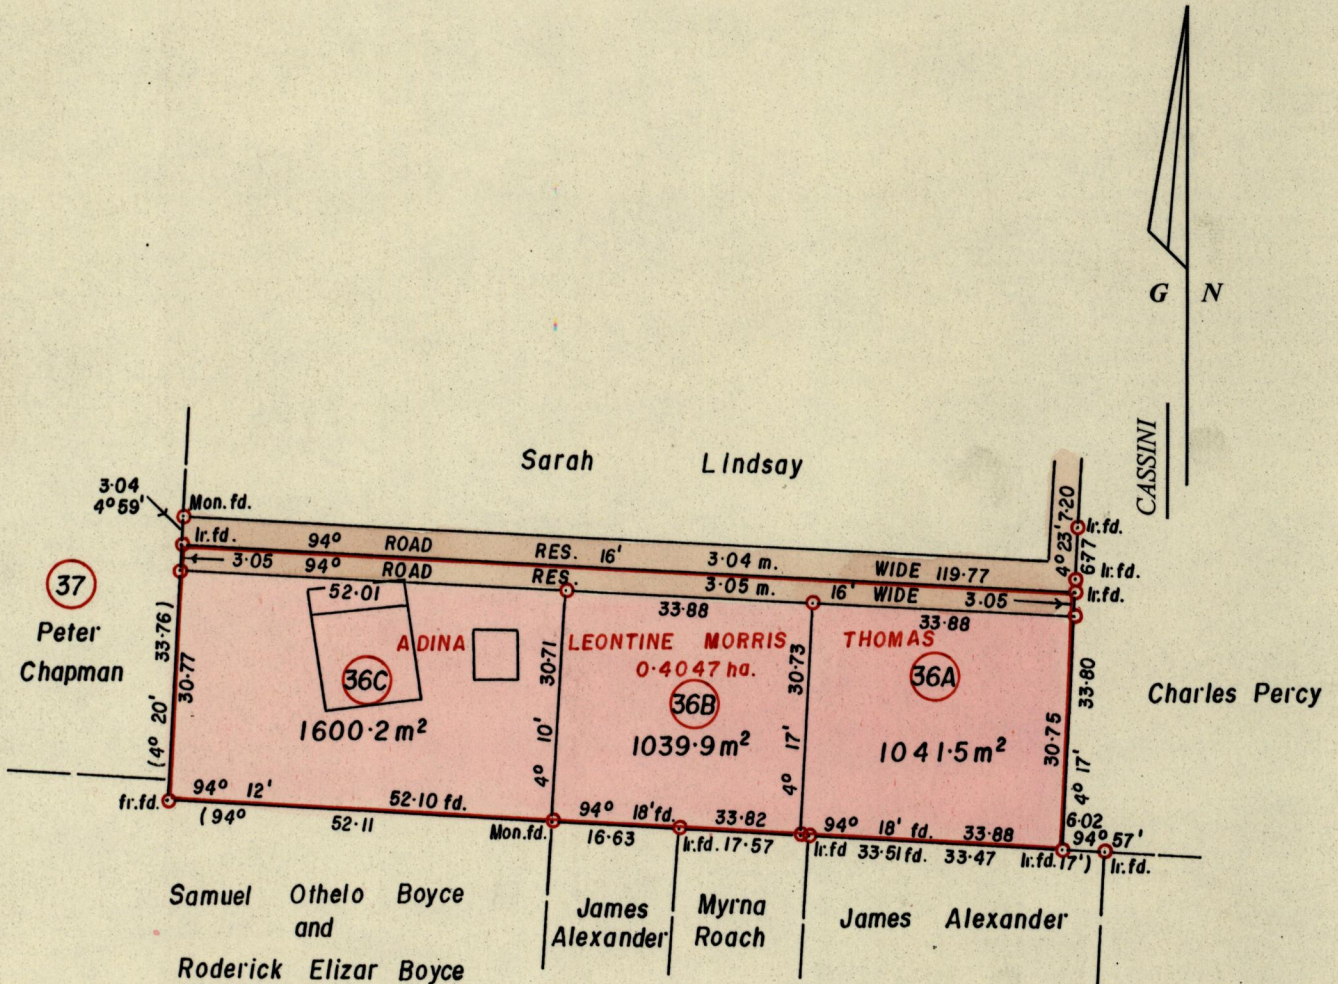 G N
CASSINI
Sarah Lindsay
3·04
4°59'
Mon.fd.
Ir.fd.
94° ROAD RES. 16' 3·04 m. WIDE 119·77
3·05 94° ROAD RES. 3·05 m. 16' WIDE 3·05
4° 23' 7·20
6·77
Ir.fd.
Ir.fd.
Ir.fd.
37
Peter
Chapman
33·76)
30·77
(4° 20'
52·01
33·88
33·88
ADINA LEONTINE MORRIS THOMAS
0·4047 ha.
36C
36B
36A
1600·2 m²
1039·9 m²
1041·5 m²
30·71
4° 10'
30·73
4° 17'
33·80
30·75
4° 17'
Charles Percy
fr.fd.
94° 12' 52·10 fd.
(94° 52·11
Mon.fd.
94° 18' fd. 33·82
16·63 Ir.fd. 17·57
94° 18' fd. 33·88
Ir.fd 33·51 fd. 33·47 Ir.fd. 17')
6·02
94° 57'
Ir.fd.
Samuel Othelo Boyce
and
Roderick Elizar Boyce
James
Alexander
Myrna
Roach
James Alexander